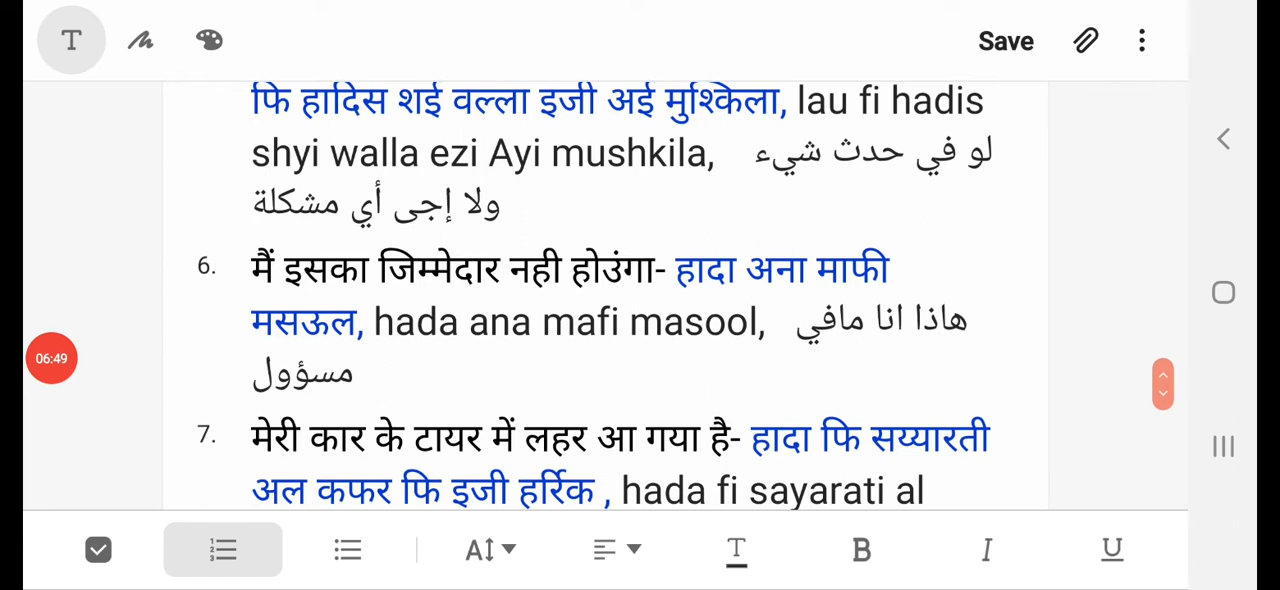 T
Save
फि हादिस शई वल्ला इजी अई मुश्किला, lau fi hadis
shyi walla ezi Ayi mushkila, لو في حدث شيء
ولا إجى أي مشكلة
6. मैं इसका जिम्मेदार नही होउंगा- हादा अना माफी
मसऊल, hada ana mafi masool, هاذا انا مافي
مسؤول
06:49
7. मेरी कार के टायर में लहर आ गया है- हादा फि सय्यारती
अल कफर फि इजी हर्रिक , hada fi sayarati al
A T B I U